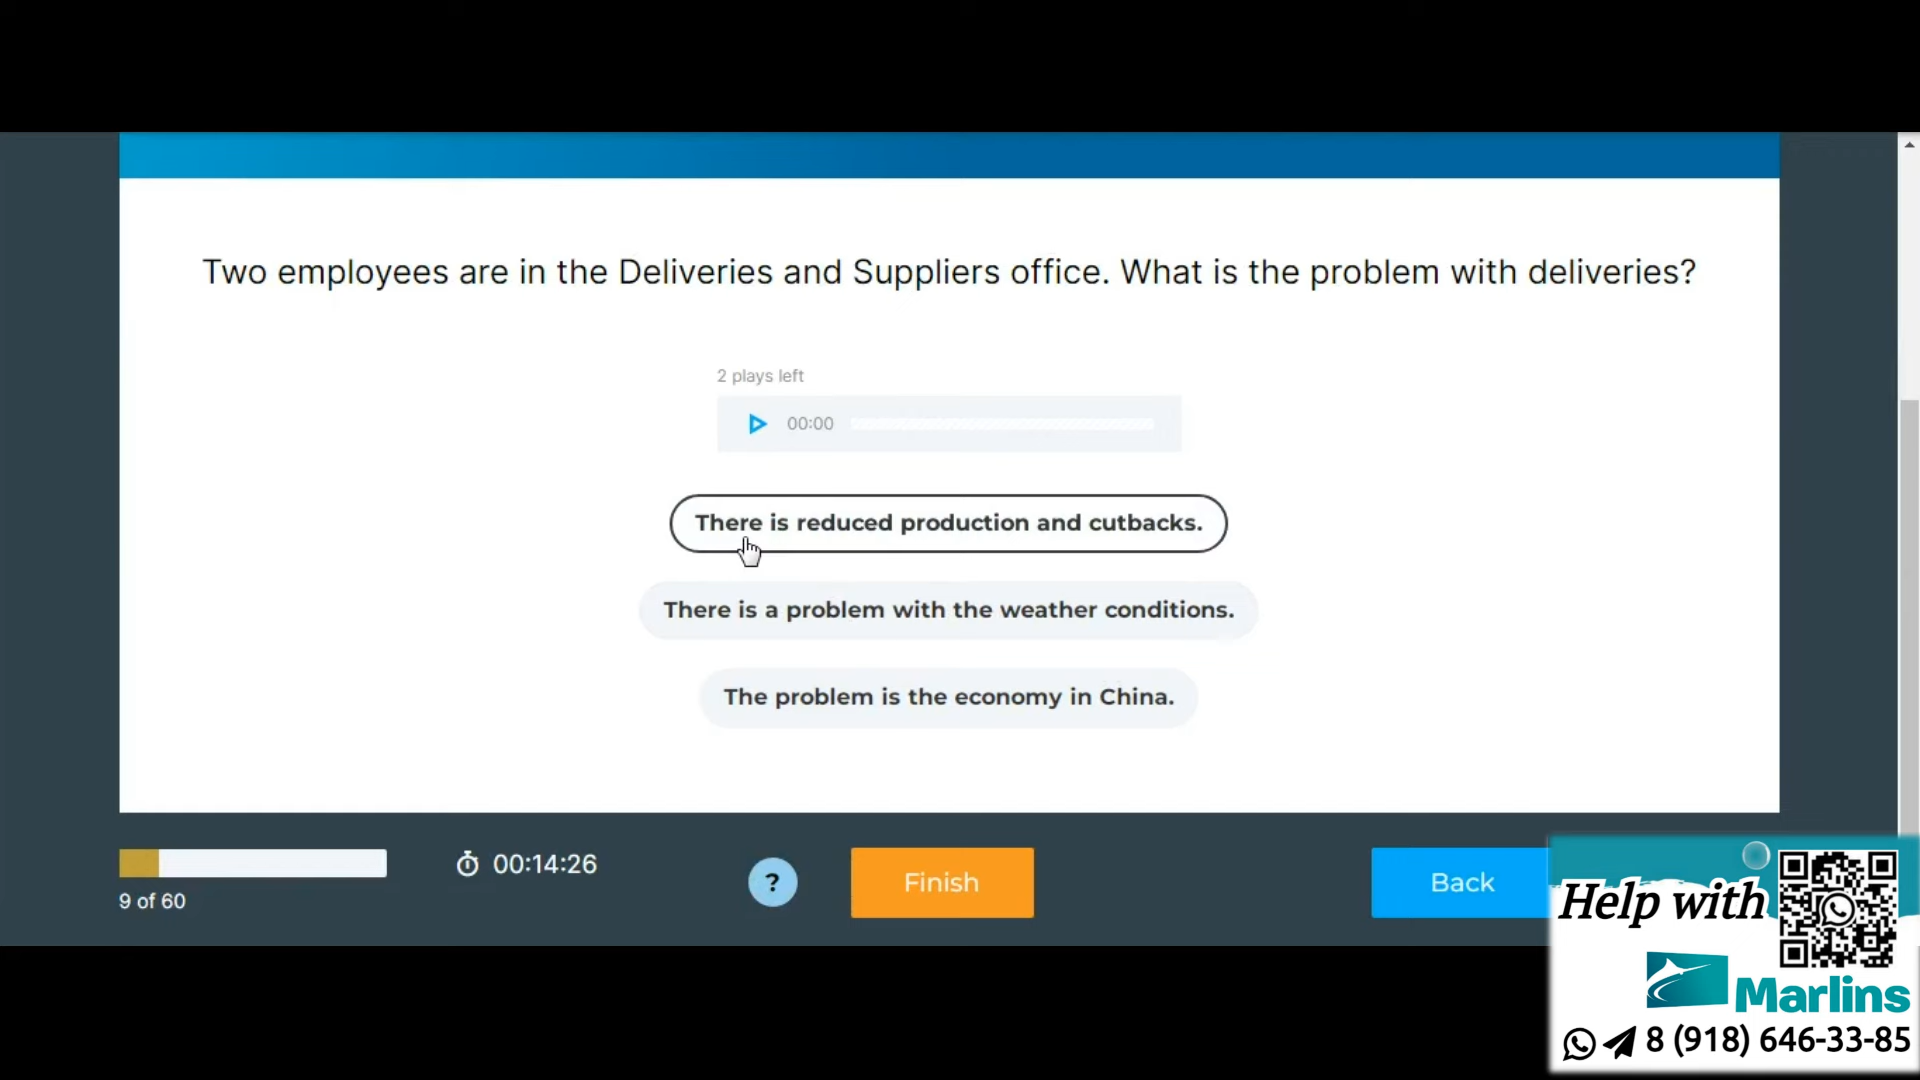 Two employees are in the Deliveries and Suppliers office. What is the problem with deliveries?
2 plays left
00:00
There is reduced production and cutbacks.
There is a problem with the weather conditions.
The problem is the economy in China.
9 of 60
00:14:26
?
Finish
Back
Help with
Marlins
8 (918) 646-33-85